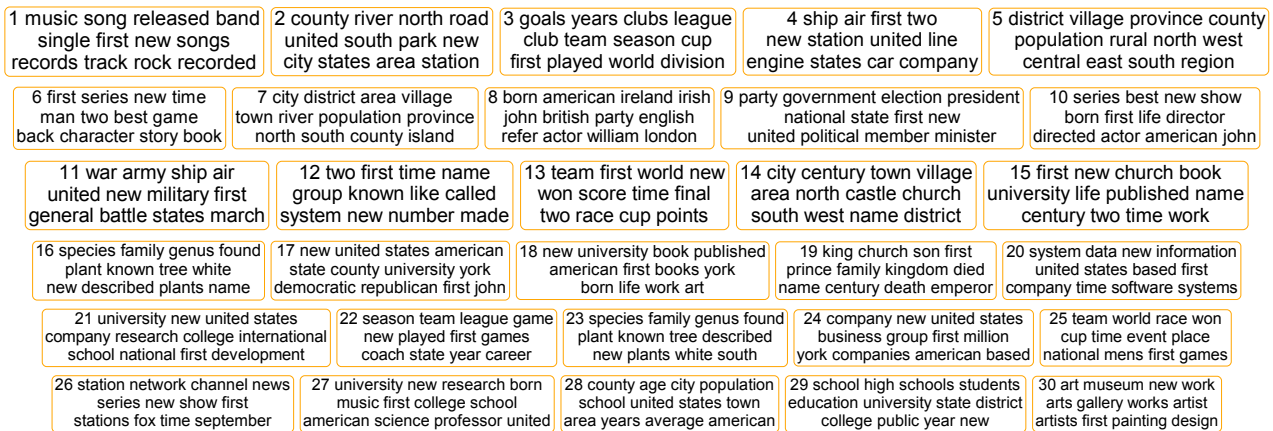 1 music song released band
single first new songs
records track rock recorded
2 county river north road
united south park new
city states area station
3 goals years clubs league
club team season cup
first played world division
4 ship air first two
new station united line
engine states car company
5 district village province county
population rural north west
central east south region
6 first series new time
man two best game
back character story book
7 city district area village
town river population province
north south county island
8 born american ireland irish
john british party english
refer actor william london
9 party government election president
national state first new
united political member minister
10 series best new show
born first life director
directed actor american john
11 war army ship air
united new military first
general battle states march
12 two first time name
group known like called
system new number made
13 team first world new
won score time final
two race cup points
14 city century town village
area north castle church
south west name district
15 first new church book
university life published name
century two time work
16 species family genus found
plant known tree white
new described plants name
17 new united states american
state county university york
democratic republican first john
18 new university book published
american first books york
born life work art
19 king church son first
prince family kingdom died
name century death emperor
20 system data new information
united states based first
company time software systems
21 university new united states
company research college international
school national first development
22 season team league game
new played first games
coach state year career
23 species family genus found
plant known tree described
new plants white south
24 company new united states
business group first million
york companies american based
25 team world race won
cup time event place
national mens first games
26 station network channel news
series new show first
stations fox time september
27 university new research born
music first college school
american science professor united
28 county age city population
school united states town
area years average american
29 school high schools students
education university state district
college public year new
30 art museum new work
arts gallery works artist
artists first painting design